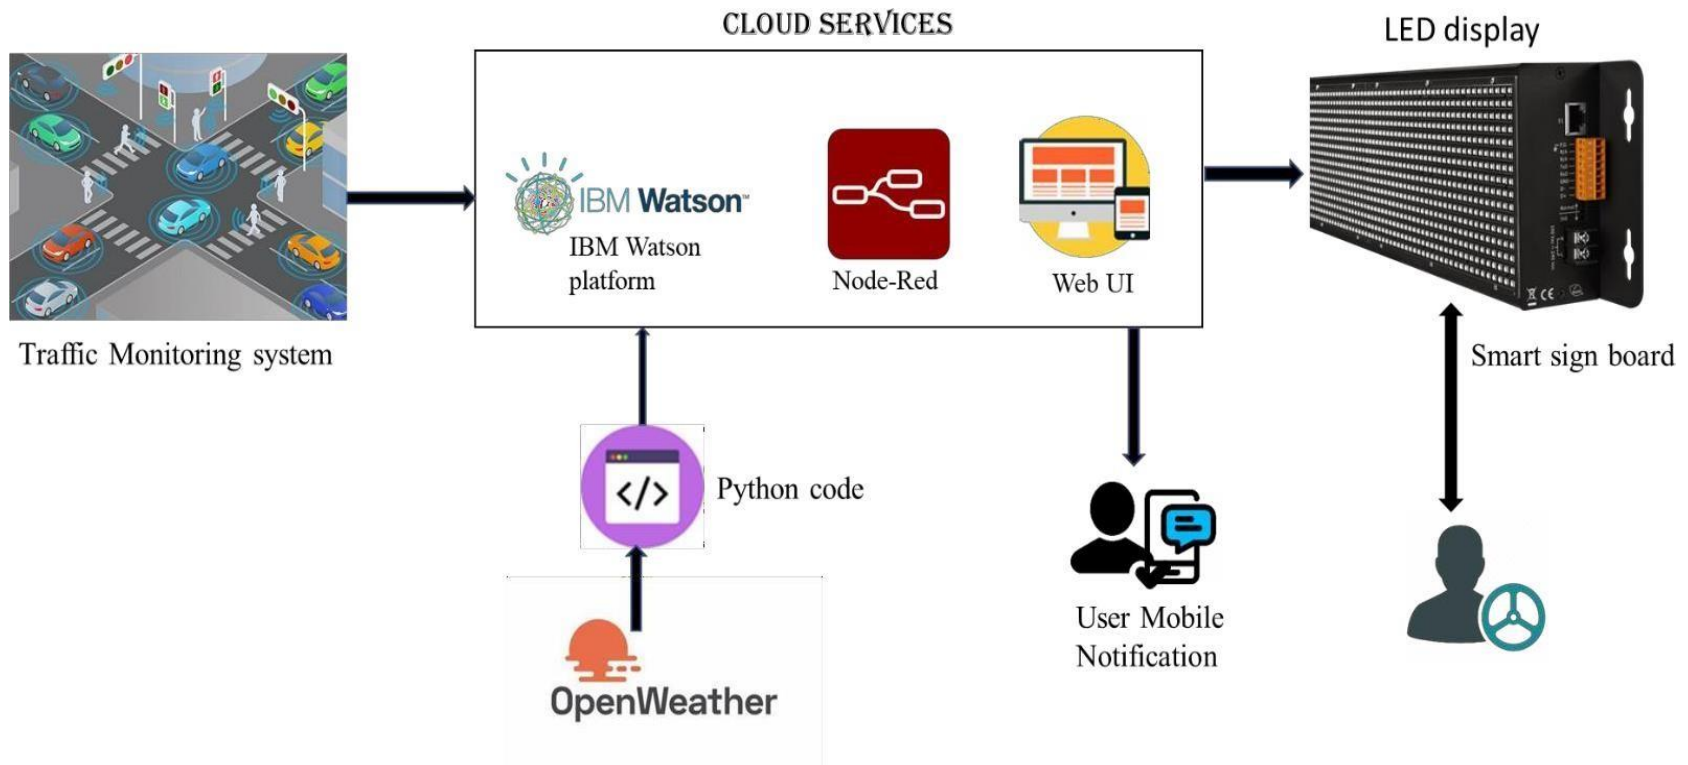 CLOUD SERVICES
LED display
IBM Watson™
IBM Watson
platform
Node-Red
Web UI
Traffic Monitoring system
Smart sign board
</>
Python code
User Mobile
Notification
OpenWeather